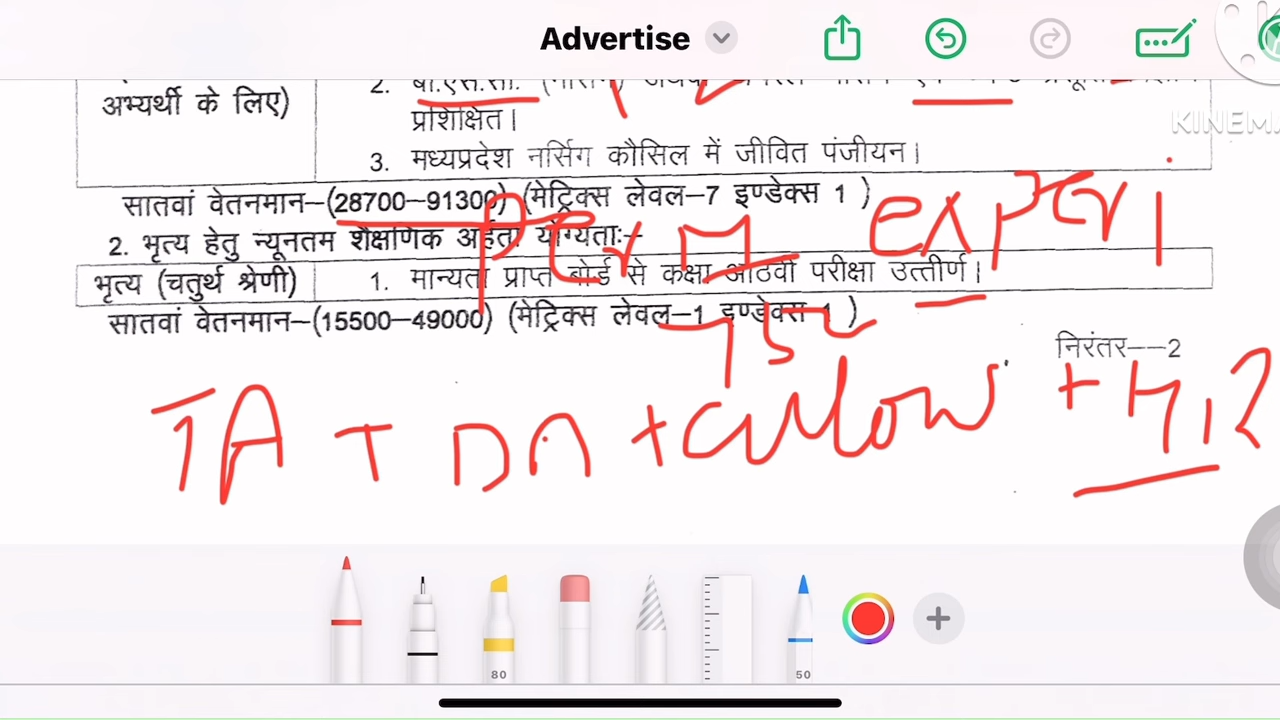 Advertise
2. बी.एस.सी.
अभ्यर्थी के लिए)
प्रशिक्षित।
KINEMA
3. मध्यप्रदेश नर्सिग कौसिल में जीवित पंजीयन।
सातवां वेतनमान–(28700–91300) (मेट्रिक्स लेवल–7 इण्डेक्स 1 )
Perm experi
2. भृत्य हेतु न्यूनतम शैक्षणिक अर्हता योग्यताः–
भृत्य (चतुर्थ श्रेणी) 1. मान्यता प्राप्त बोर्ड से कक्षा आठवी परीक्षा उत्तीर्ण।
सातवां वेतनमान–(15500–49000) (मेट्रिक्स लेवल–1 इण्डेक्स 1 )
निरंतर––2
TA + DA +
80
50